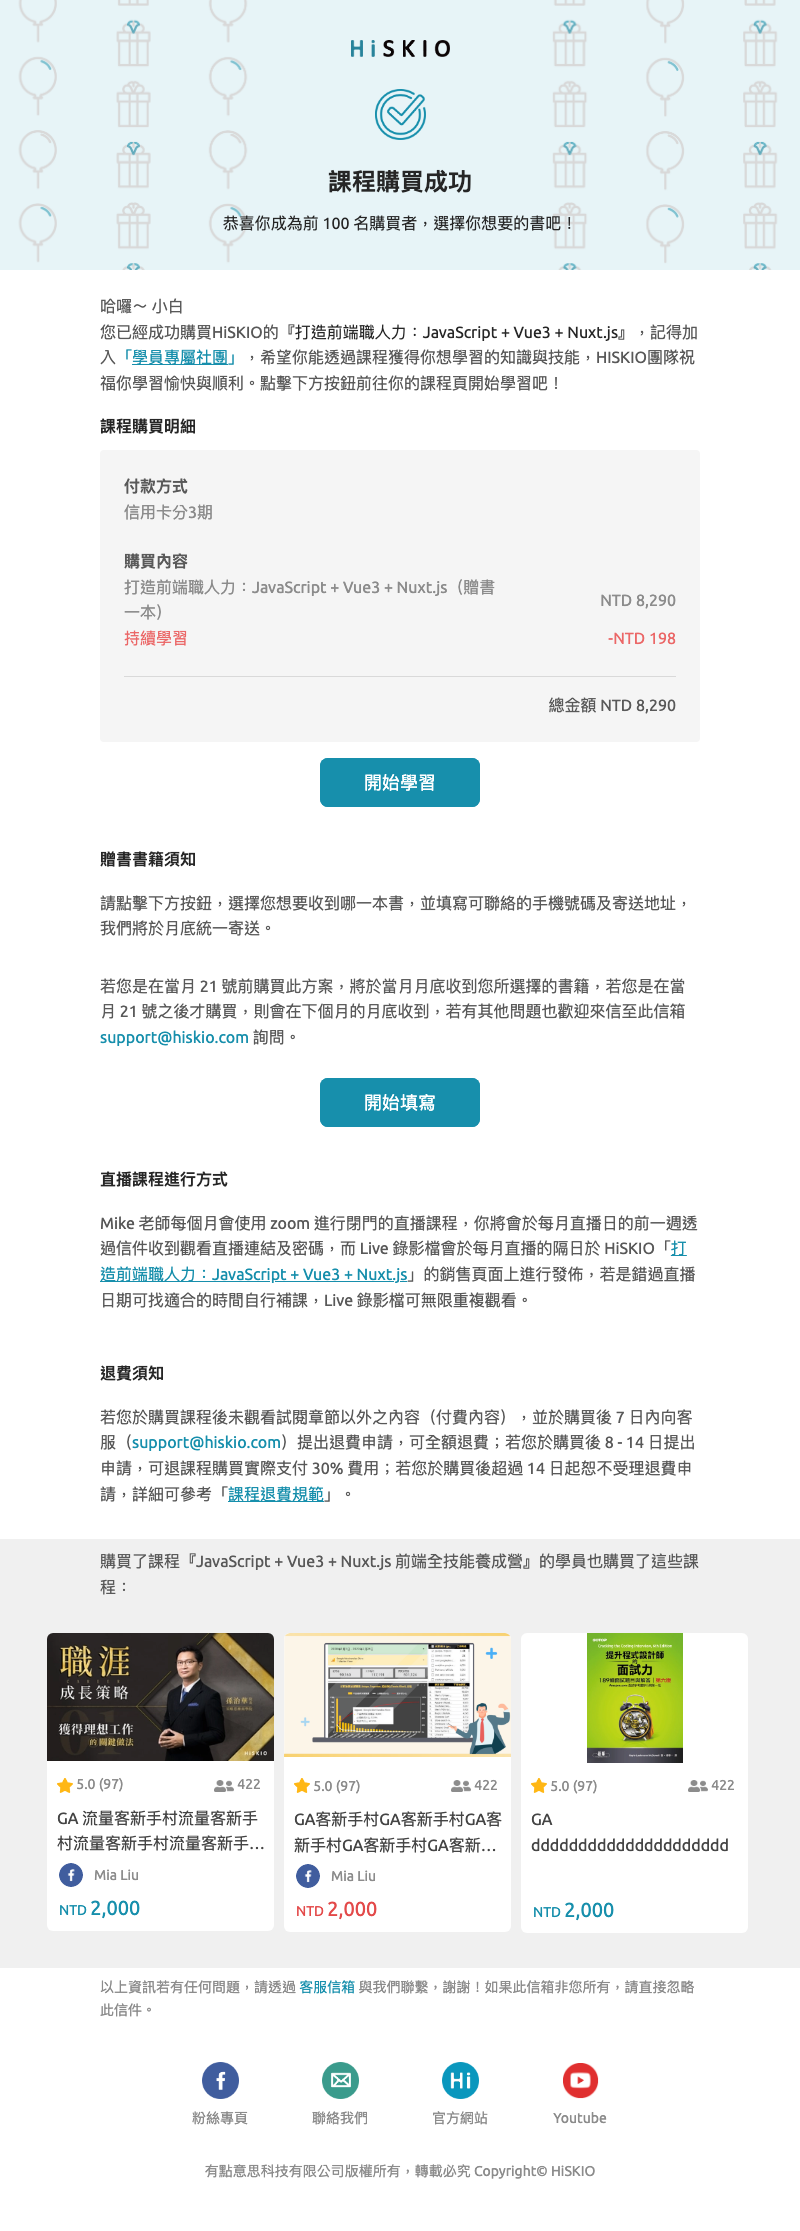 HiSKIO
課程購買成功
恭喜你成為前 100 名購買者，選擇你想要的書吧！
哈囉～ 小白
您已經成功購買HiSKIO的『打造前端職人力：JavaScript + Vue3 + Nuxt.js』，記得加
入「學員專屬社團」，希望你能透過課程獲得你想學習的知識與技能，HISKIO團隊祝
福你學習愉快與順利。點擊下方按鈕前往你的課程頁開始學習吧！
課程購買明細
付款方式
信用卡分3期
購買內容
打造前端職人力：JavaScript + Vue3 + Nuxt.js（贈書
一本）
NTD 8,290
持續學習
-NTD 198
總金額 NTD 8,290
開始學習
贈書書籍須知
請點擊下方按鈕，選擇您想要收到哪一本書，並填寫可聯絡的手機號碼及寄送地址，
我們將於月底統一寄送。
若您是在當月 21 號前購買此方案，將於當月月底收到您所選擇的書籍，若您是在當
月 21 號之後才購買，則會在下個月的月底收到，若有其他問題也歡迎來信至此信箱
support@hiskio.com 詢問。
開始填寫
直播課程進行方式
Mike 老師每個月會使用 zoom 進行閉門的直播課程，你將會於每月直播日的前一週透
過信件收到觀看直播連結及密碼，而 Live 錄影檔會於每月直播的隔日於 HiSKIO「打
造前端職人力：JavaScript + Vue3 + Nuxt.js」的銷售頁面上進行發佈，若是錯過直播
日期可找適合的時間自行補課，Live 錄影檔可無限重複觀看。
退費須知
若您於購買課程後未觀看試閱章節以外之內容（付費內容），並於購買後 7 日內向客
服（support@hiskio.com）提出退費申請，可全額退費；若您於購買後 8 - 14 日提出
申請，可退課程購買實際支付 30% 費用；若您於購買後超過 14 日起恕不受理退費申
請，詳細可參考「課程退費規範」。
購買了課程『JavaScript + Vue3 + Nuxt.js 前端全技能養成營』的學員也購買了這些課
程：
職涯
成長策略
獲得理想工作
的 關鍵做法
01
HiSKIO
5.0 (97)
422
GA 流量客新手村流量客新手
村流量客新手村流量客新手…
Mia Liu
NTD 2,000
5.0 (97)
422
GA客新手村GA客新手村GA客
新手村GA客新手村GA客新…
Mia Liu
NTD 2,000
提升程式設計師
的
面試力
5.0 (97)
422
GA
ddddddddddddddddddddd
NTD 2,000
以上資訊若有任何問題，請透過 客服信箱 與我們聯繫，謝謝！如果此信箱非您所有，請直接忽略
此信件。
Hi
粉絲專頁
聯絡我們
官方網站
Youtube
有點意思科技有限公司版權所有，轉載必究 Copyright© HiSKIO